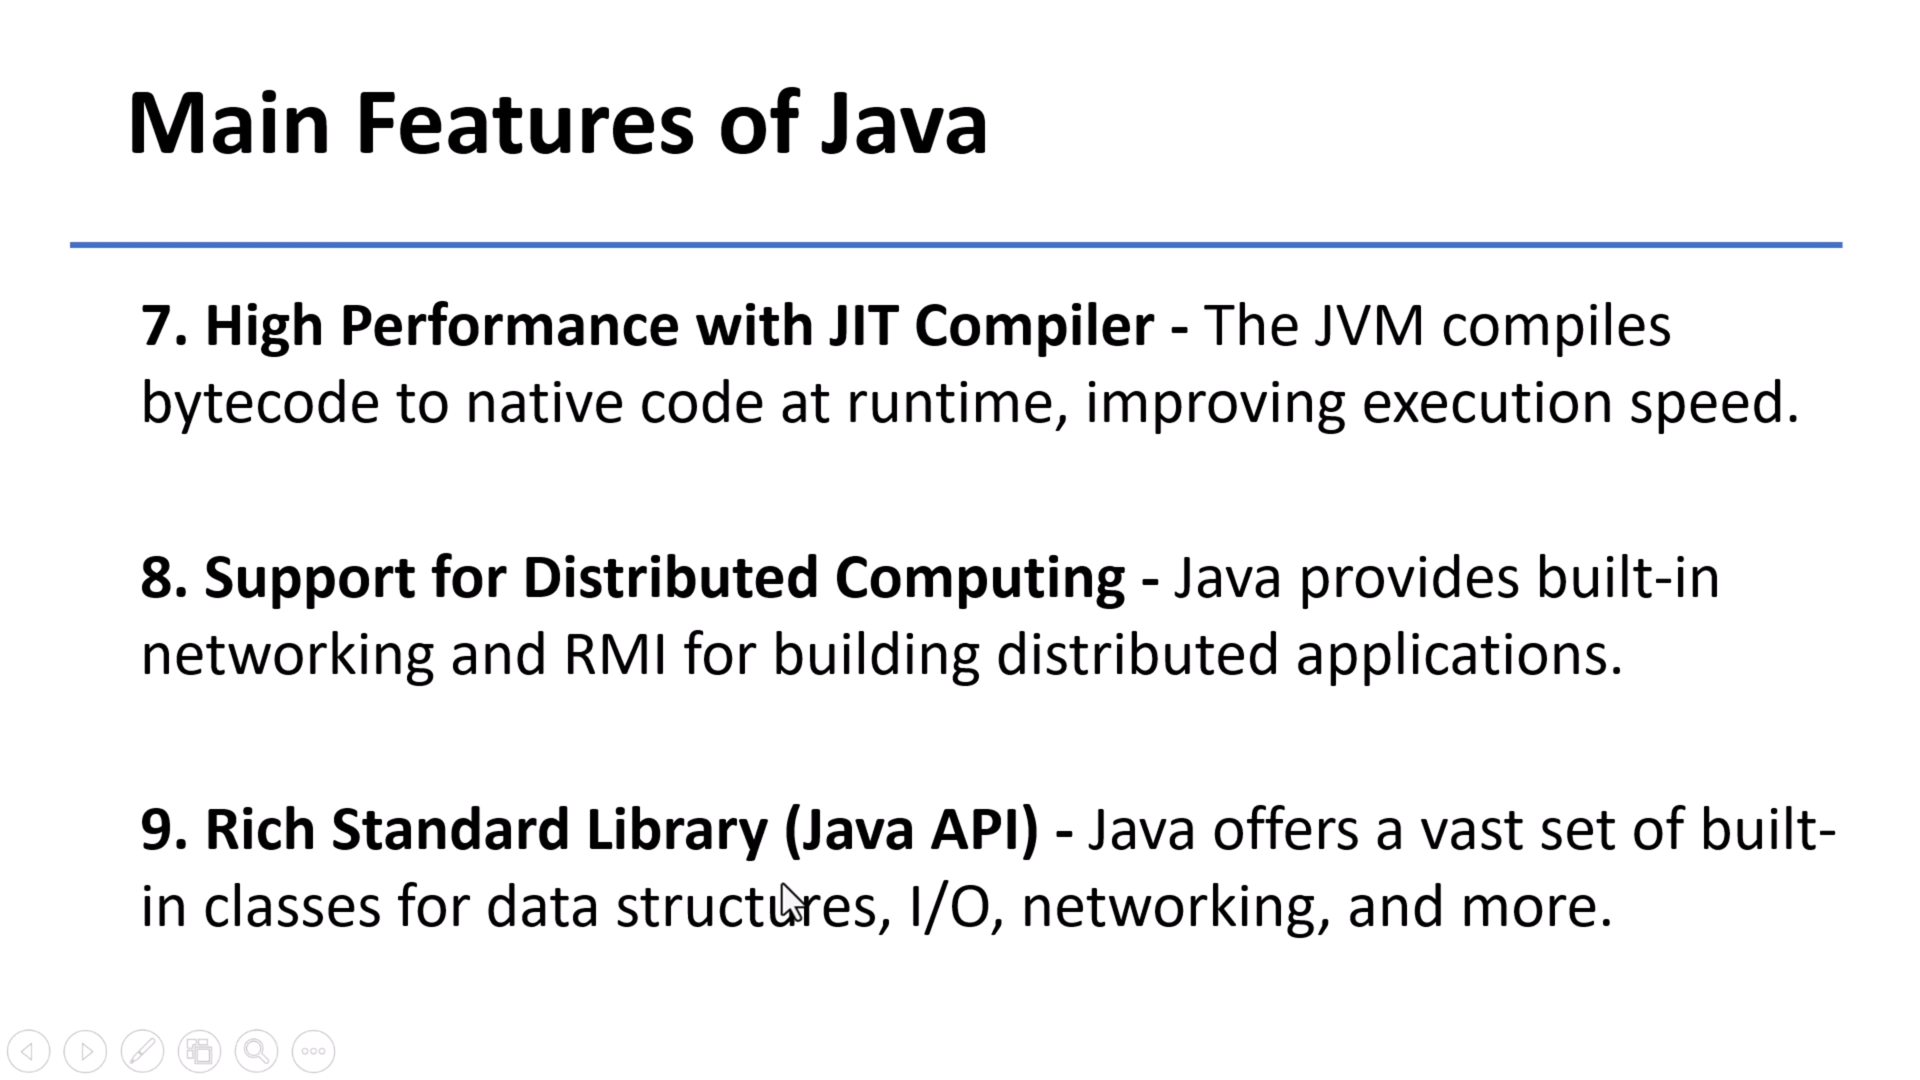 Main Features of Java
7. High Performance with JIT Compiler - The JVM compiles
bytecode to native code at runtime, improving execution speed.
8. Support for Distributed Computing - Java provides built-in
networking and RMI for building distributed applications.
9. Rich Standard Library (Java API) - Java offers a vast set of built-
in classes for data structures, I/O, networking, and more.